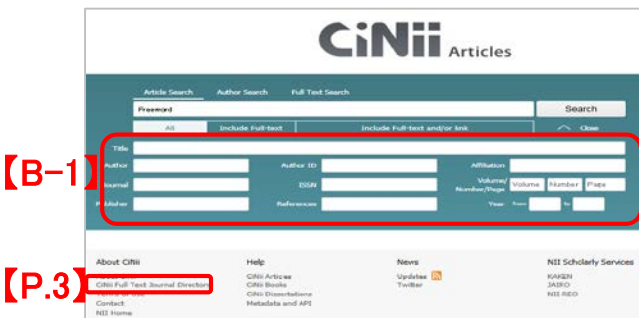 CiNii Articles
Article Search Author Search Full Text Search
Freeword Search
All Include Full-text Include Full-text and/or link Close
Title
【B-1】
Author Author ID Affiliation
Journal ISSN Volume/Number/Page Volume Number Page
Publisher References Year from to
About CiNii Help News NII Scholarly Services
CiNii Articles Updates KAKEN
【P.3】
CiNii Full Text Journal Directory CiNii Books Twitter JAIRO
CiNii Dissertations NII-REO
Contact Metadata and API
NII Home